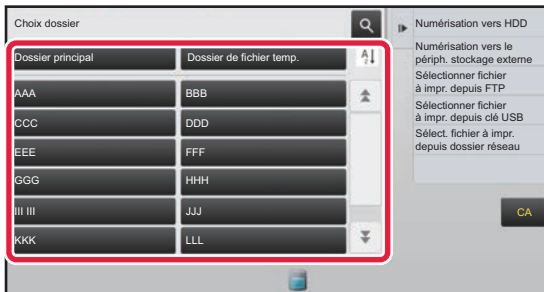 Choix dossier
Dossier principal
Dossier de fichier temp.
AAA
BBB
CCC
DDD
EEE
FFF
GGG
HHH
III III
JJJ
KKK
LLL
Numérisation vers HDD
Numérisation vers le
périph. stockage externe
Sélectionner fichier
à impr. depuis FTP
Sélectionner fichier
à impr. depuis clé USB
Sélect. fichier à impr.
depuis dossier réseau
CA